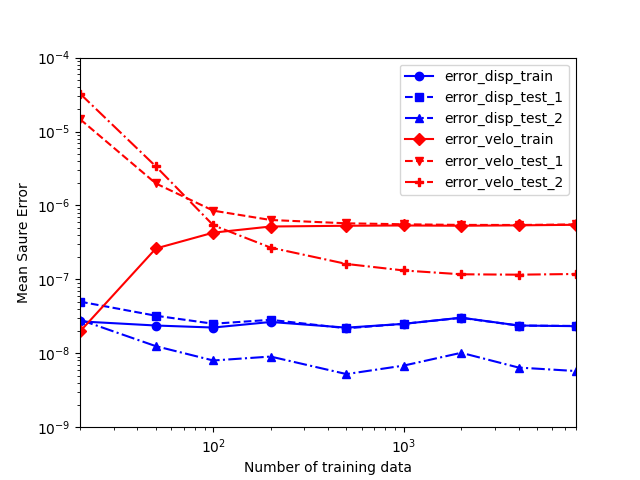 10⁻⁴
10⁻⁵
10⁻⁶
10⁻⁷
10⁻⁸
10⁻⁹
Mean Saure Error
error_disp_train
error_disp_test_1
error_disp_test_2
error_velo_train
error_velo_test_1
error_velo_test_2
10²
10³
Number of training data